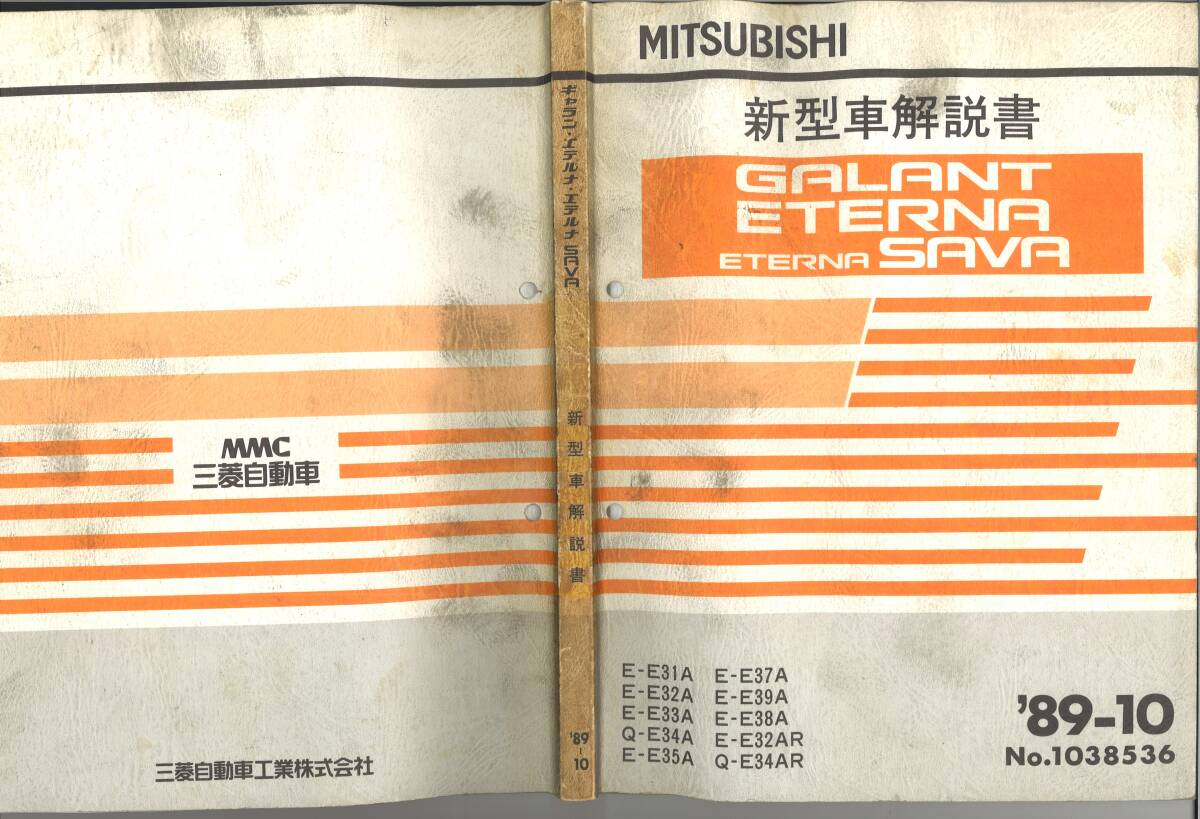 MITSUBISHI
新型車解説書
GALANT
ETERNA
ETERNA SAVA
E-E31A E-E37A
E-E32A E-E39A
E-E33A E-E38A
Q-E34A E-E32AR
E-E35A Q-E34AR
'89-10
No.1038536
ギャラン・エテルナ・エテルナ SAVA
新型車解説書
'89-10
MMC
三菱自動車
三菱自動車工業株式会社